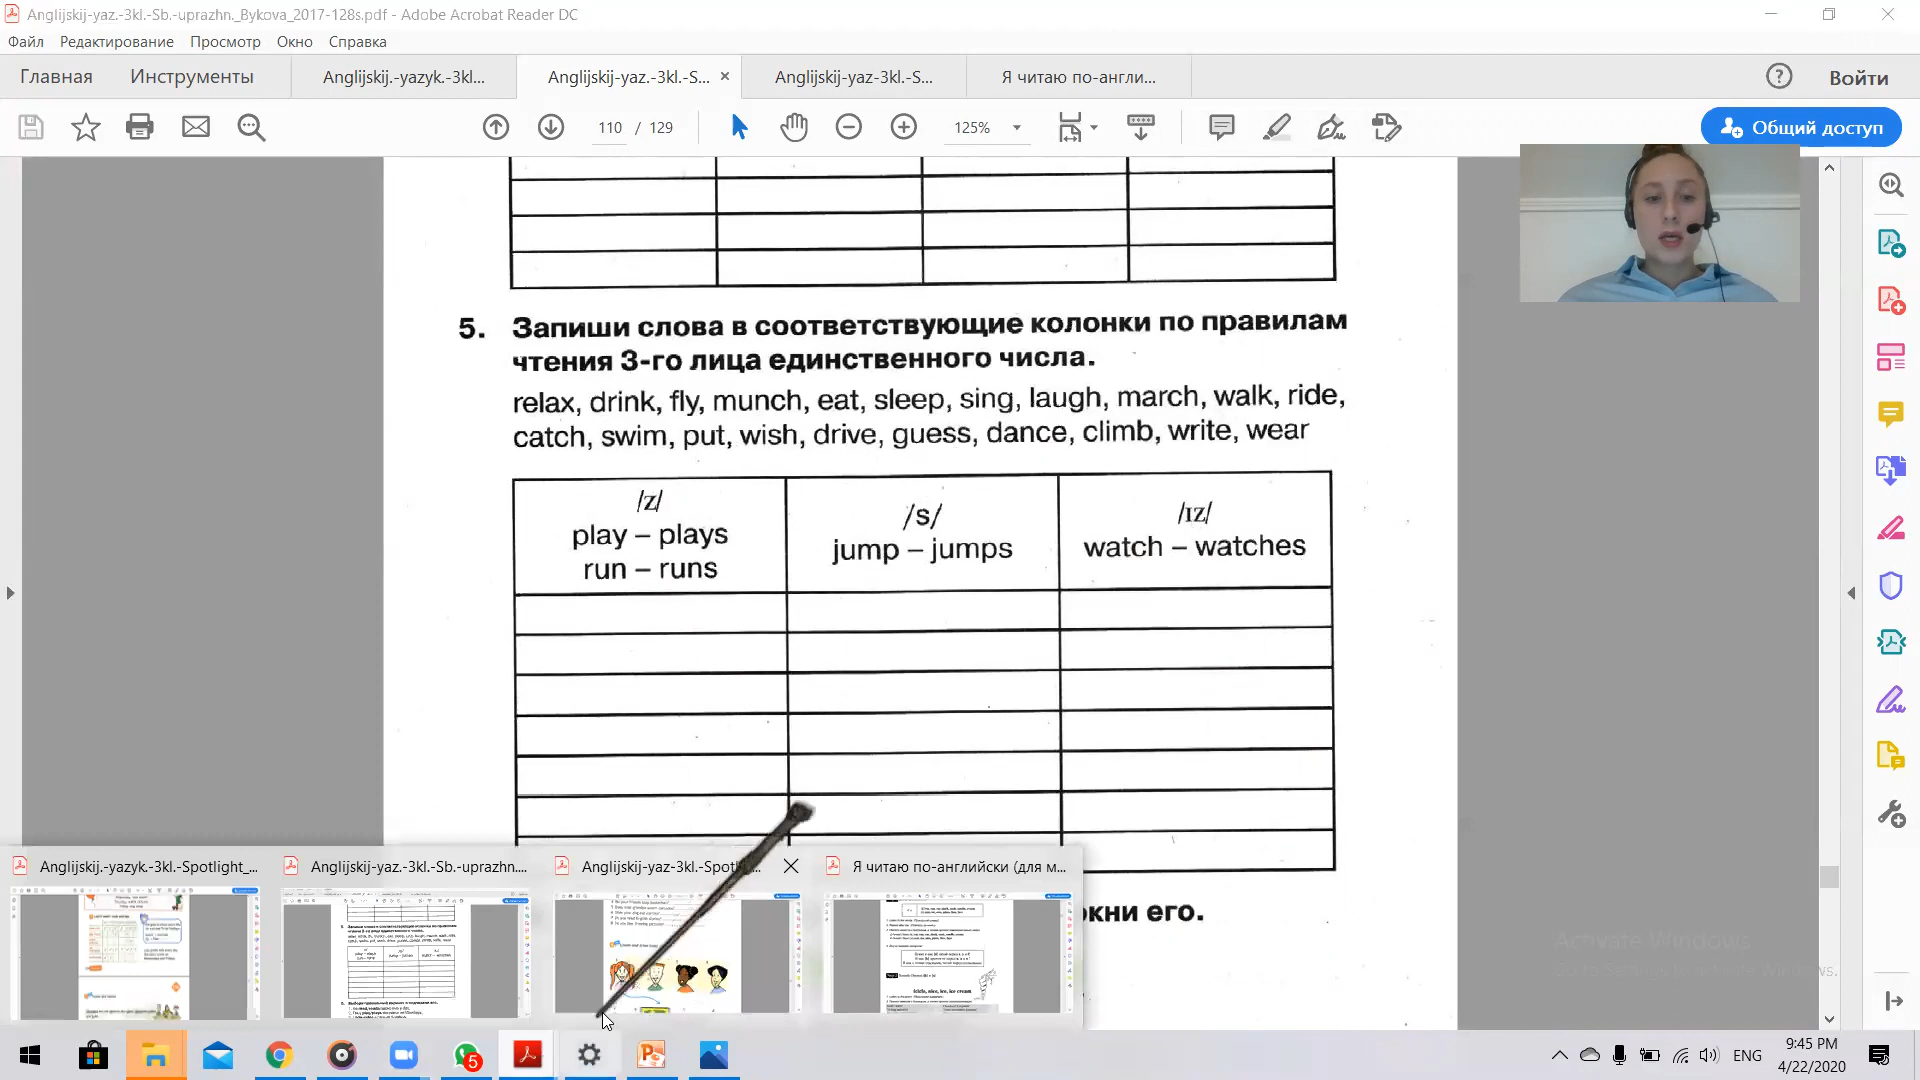 Anglijskij-yaz.-3kl.-Sb.-uprazhn._Bykova_2017-128s.pdf - Adobe Acrobat Reader DC
Файл Редактирование Просмотр Окно Справка
Главная Инструменты Anglijskij.-yazyk.-3kl... Anglijskij-yaz.-3kl.-S... Anglijskij-yaz-3kl.-S... Я читаю по-англи... Войти
110 / 129 125% Общий доступ
5. Запиши слова в соответствующие колонки по правилам
чтения 3-го лица единственного числа.
relax, drink, fly, munch, eat, sleep, sing, laugh, march, walk, ride,
catch, swim, put, wish, drive, guess, dance, climb, write, wear
/z/
play – plays
run – runs
/s/
jump – jumps
/ɪz/
watch – watches
Anglijskij.-yazyk.-3kl.-Spotlight_... Anglijskij-yaz.-3kl.-Sb.-uprazhn.... Я читаю по-английски (для м...
его.
Activate Windows
5
ENG
9:45 PM
4/22/2020